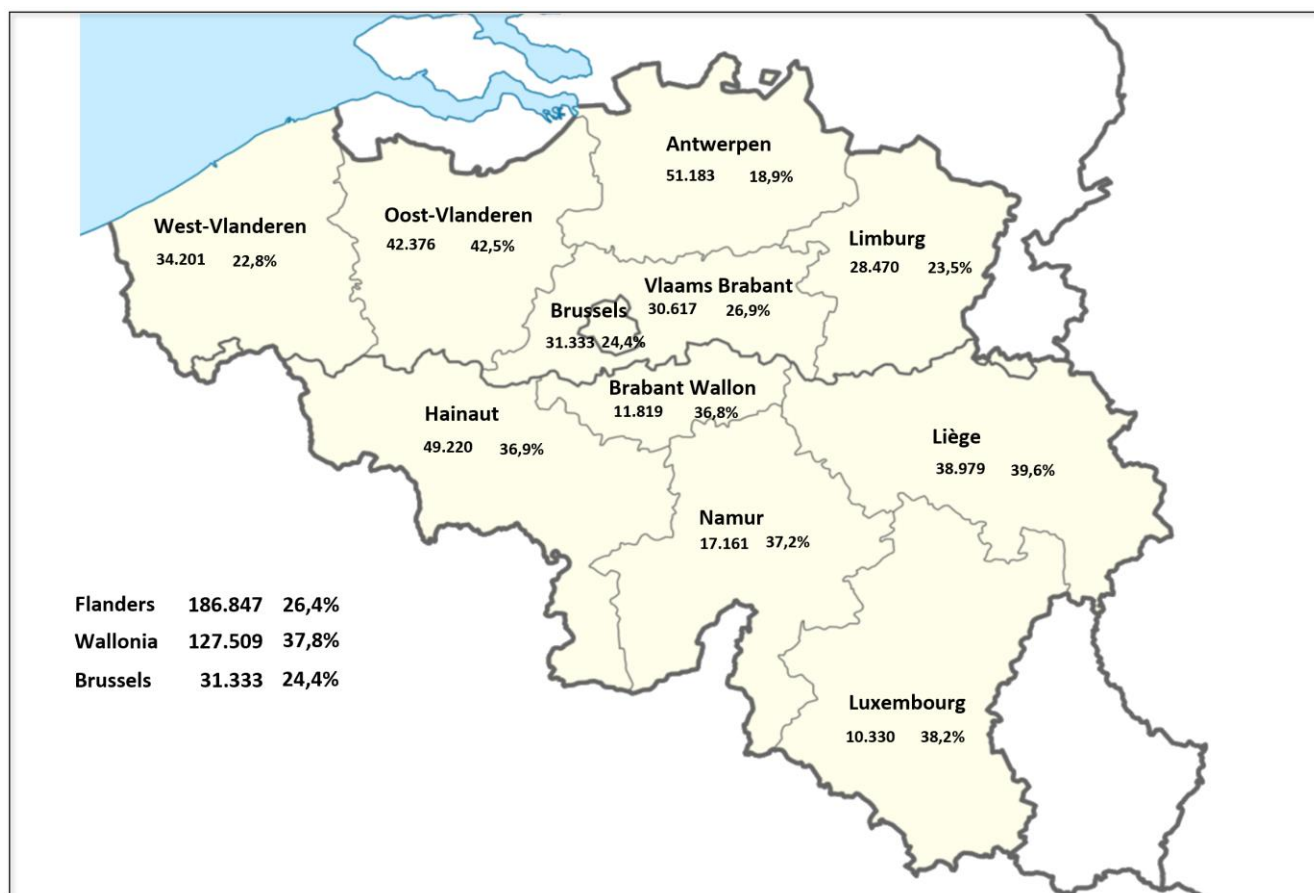 Antwerpen
51.183 18,9%
West-Vlanderen
34.201 22,8%
Oost-Vlanderen
42.376 42,5%
Limburg
28.470 23,5%
Vlaams Brabant
30.617 26,9%
Brussels
31.333 24,4%
Brabant Wallon
11.819 36,8%
Hainaut
49.220 36,9%
Liège
38.979 39,6%
Namur
17.161 37,2%
Flanders 186.847 26,4%
Wallonia 127.509 37,8%
Brussels 31.333 24,4%
Luxembourg
10.330 38,2%